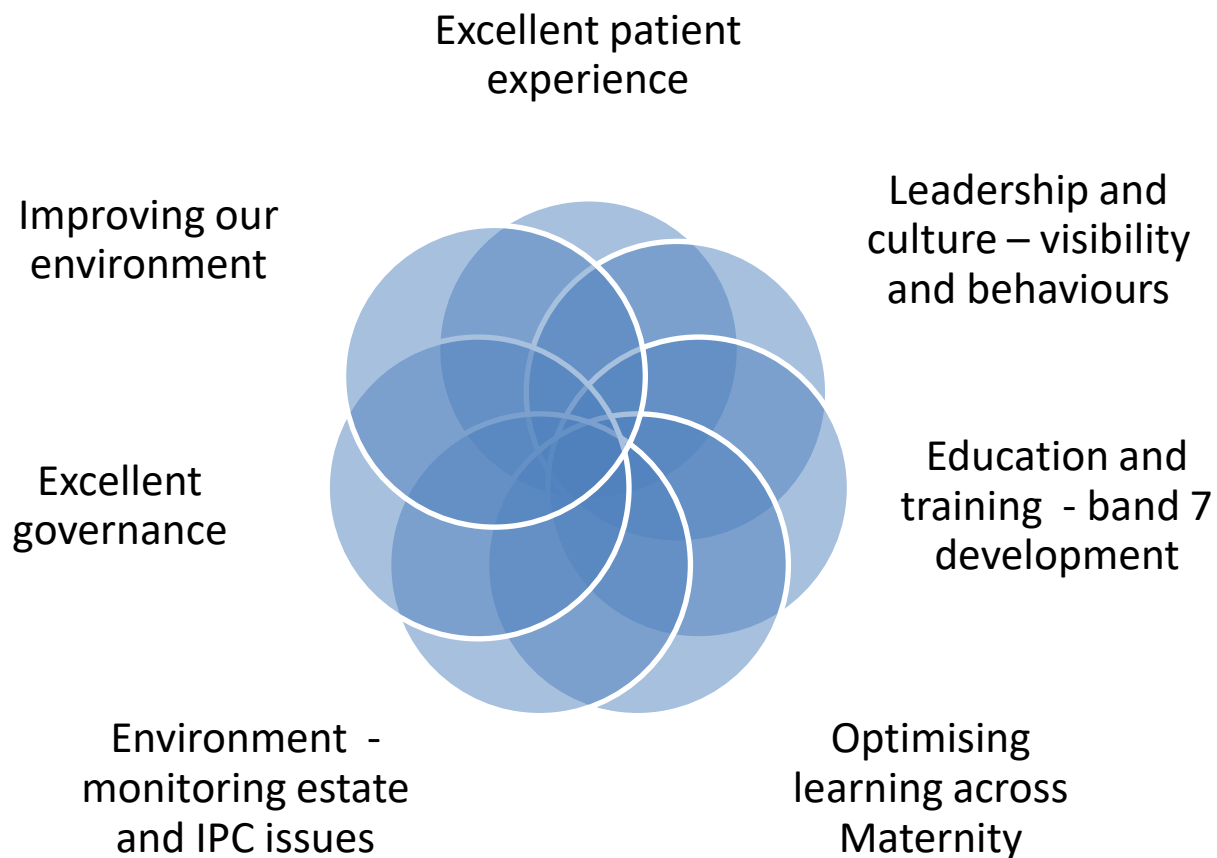 Excellent patient
experience
Leadership and
culture – visibility
and behaviours
Education and
training  - band 7
development
Optimising
learning across
Maternity
Environment  -
monitoring estate
and IPC issues
Excellent
governance
Improving our
environment